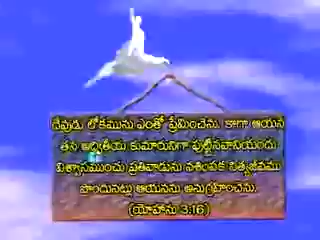 దేవుడు లోకమును ఎంతో ప్రేమించెను. కాగా ఆయన
తన అద్వితీయ కుమారునిగా పుట్టినవానియందు
విశ్వాసముంచు ప్రతివాడును నశింపక నిత్యజీవము
పొందునట్లు ఆయనను అనుగ్రహించెను.
(యోహాను 3:16)